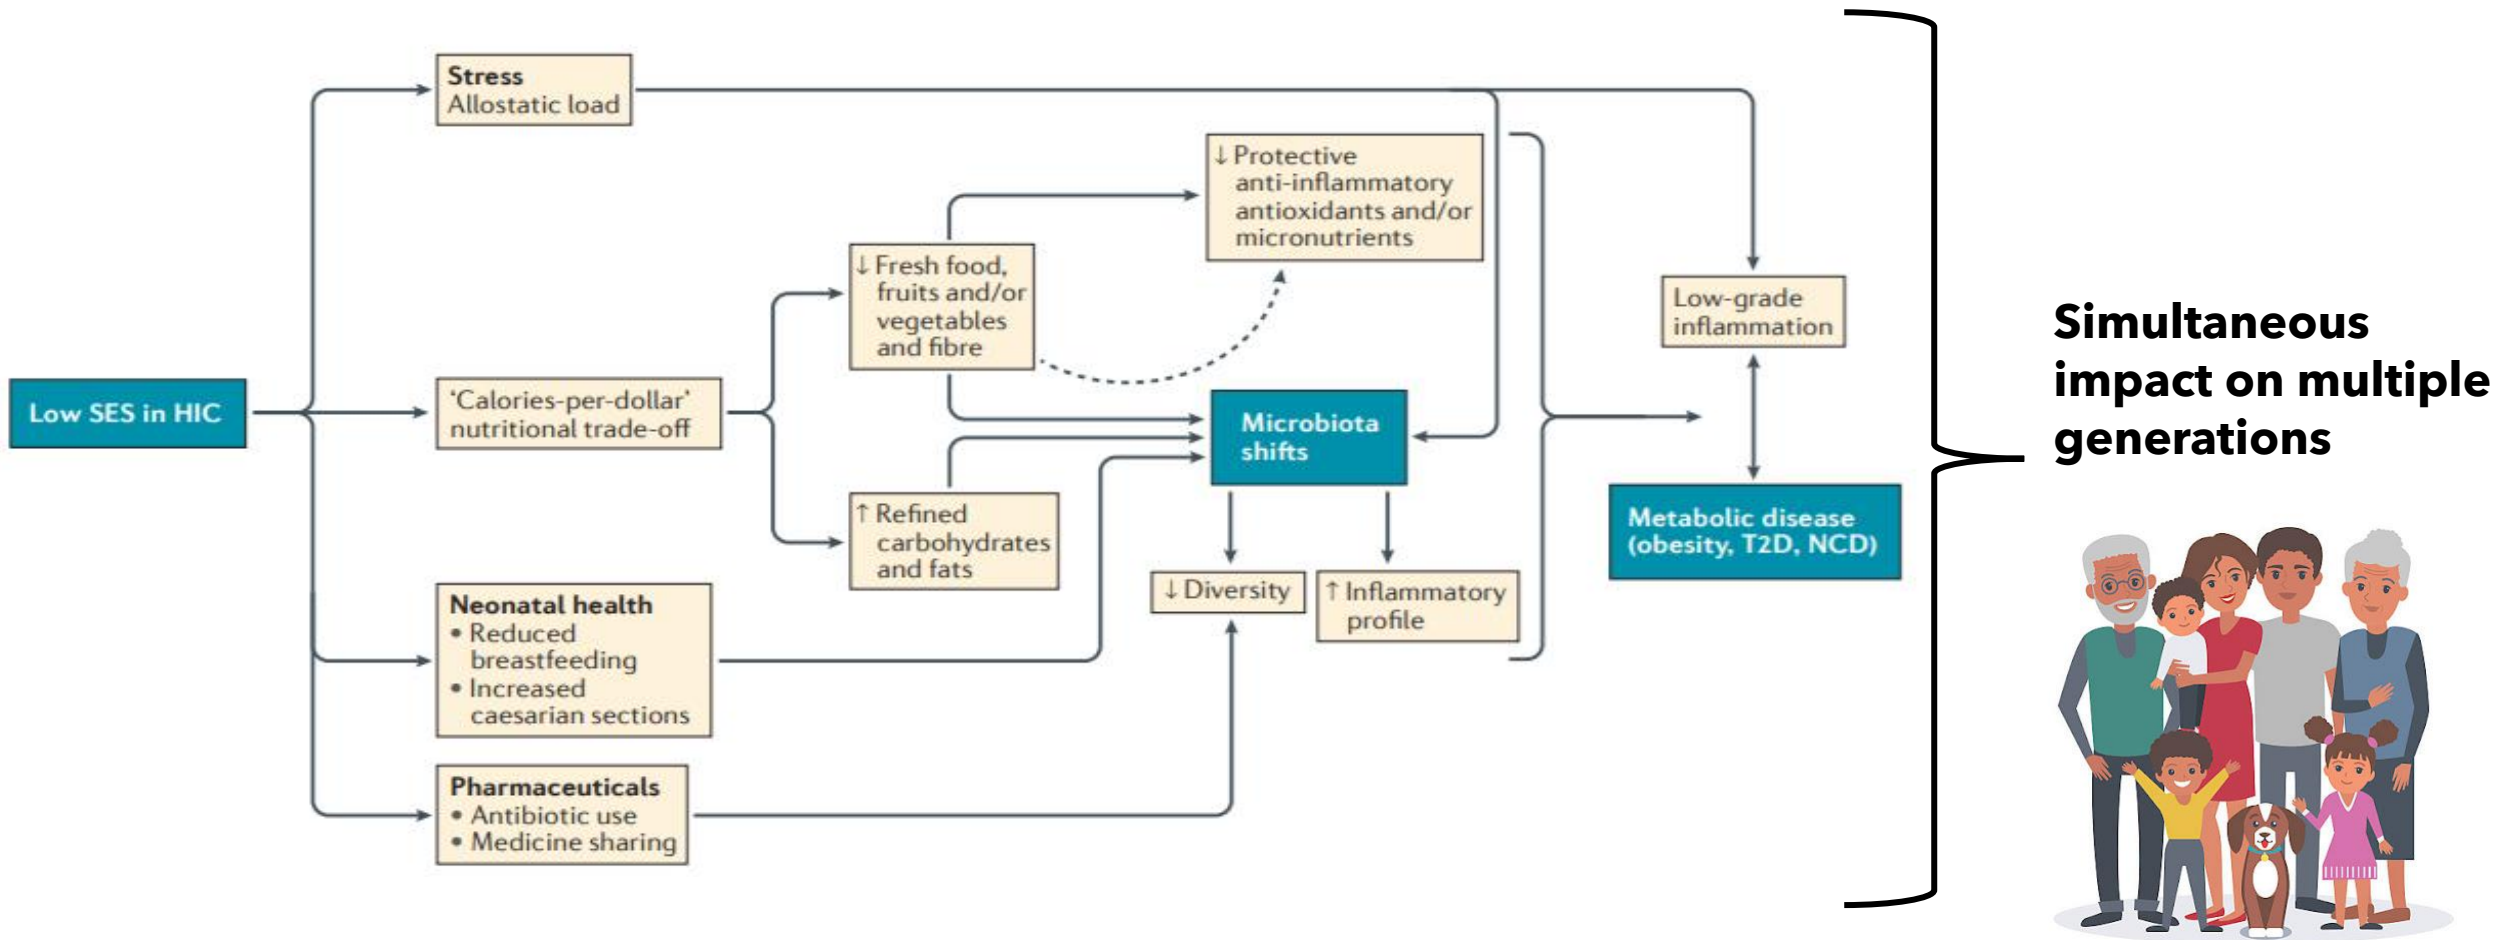 Stress
Allostatic load
↓ Protective
anti-inflammatory
antioxidants and/or
micronutrients
↓ Fresh food,
fruits and/or
vegetables
and fibre
Low-grade
inflammation
Simultaneous
impact on multiple
generations
Low SES in HIC
‘Calories-per-dollar’
nutritional trade-off
Microbiota
shifts
↑ Refined
carbohydrates
and fats
Metabolic disease
(obesity, T2D, NCD)
↓ Diversity
↑ Inflammatory
profile
Neonatal health
• Reduced
breastfeeding
• Increased
caesarian sections
Pharmaceuticals
• Antibiotic use
• Medicine sharing